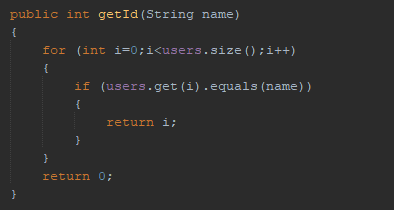 public int getId(String name)
{
    for (int i=0;i<users.size();i++)
    {
        if (users.get(i).equals(name))
        {
            return i;
        }
    }
    return 0;
}